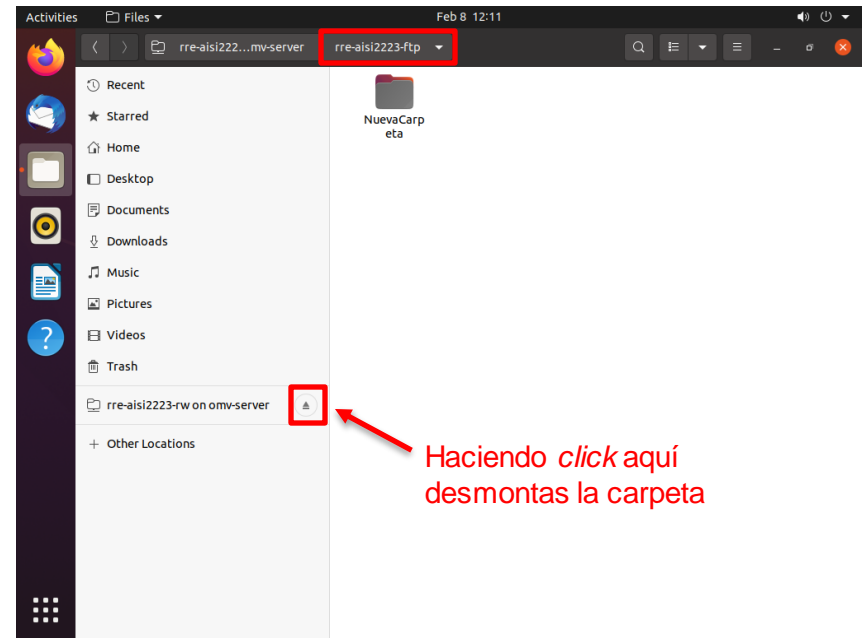 Activities Files Feb 8 12:11
rre-aisi222...mv-server rre-aisi2223-ftp
Recent
Starred
Home
Desktop
Documents
Downloads
Music
Pictures
Videos
Trash
rre-aisi2223-rw on omv-server
+ Other Locations
NuevaCarp
eta
Haciendo click aquí
desmontas la carpeta